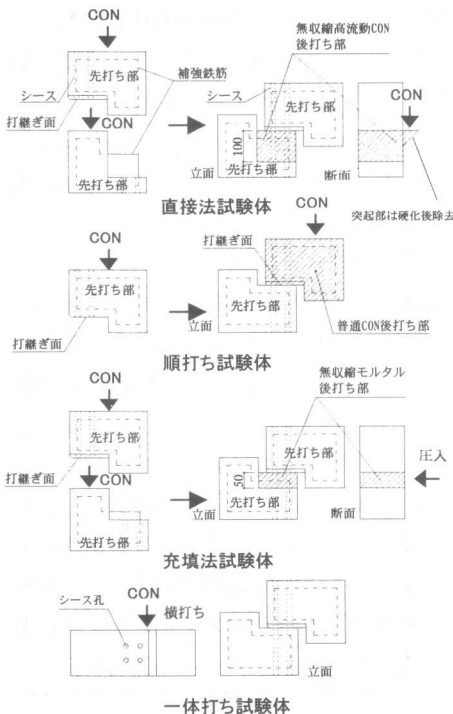 CON
無収縮高流動CON
後打ち部
先打ち部
補強鉄筋
シース
シース
先打ち部
CON
打継ぎ面
CON
100
先打ち部
立面
先打ち部
断面
直接法試験体
突起部は硬化後除去
CON
CON
打継ぎ面
先打ち部
先打ち部
打継ぎ面
立面
普通CON後打ち部
順打ち試験体
CON
無収縮モルタル
後打ち部
先打ち部
先打ち部
圧入
打継ぎ面
CON
50
先打ち部
立面
先打ち部
断面
充填法試験体
シース孔
CON
横打ち
立面
一体打ち試験体